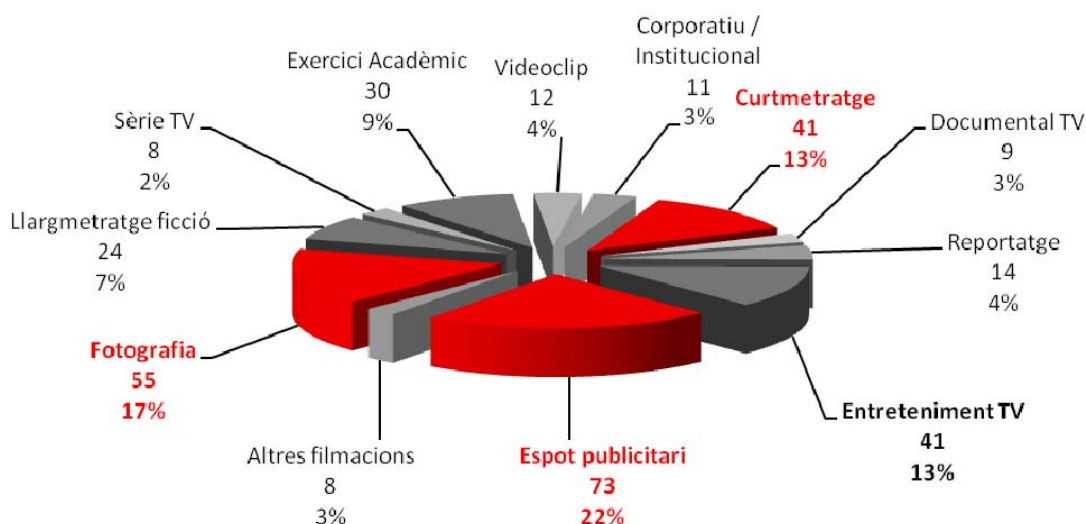 Corporatiu /
Institucional
11
3%
Videoclip
12
4%
Exercici Acadèmic
30
9%
Curtmetratge
41
13%
Sèrie TV
8
2%
Documental TV
9
3%
Llargmetratge ficció
24
7%
Reportatge
14
4%
Fotografia
55
17%
Entreteniment TV
41
13%
Altres filmacions
8
3%
Espot publicitari
73
22%